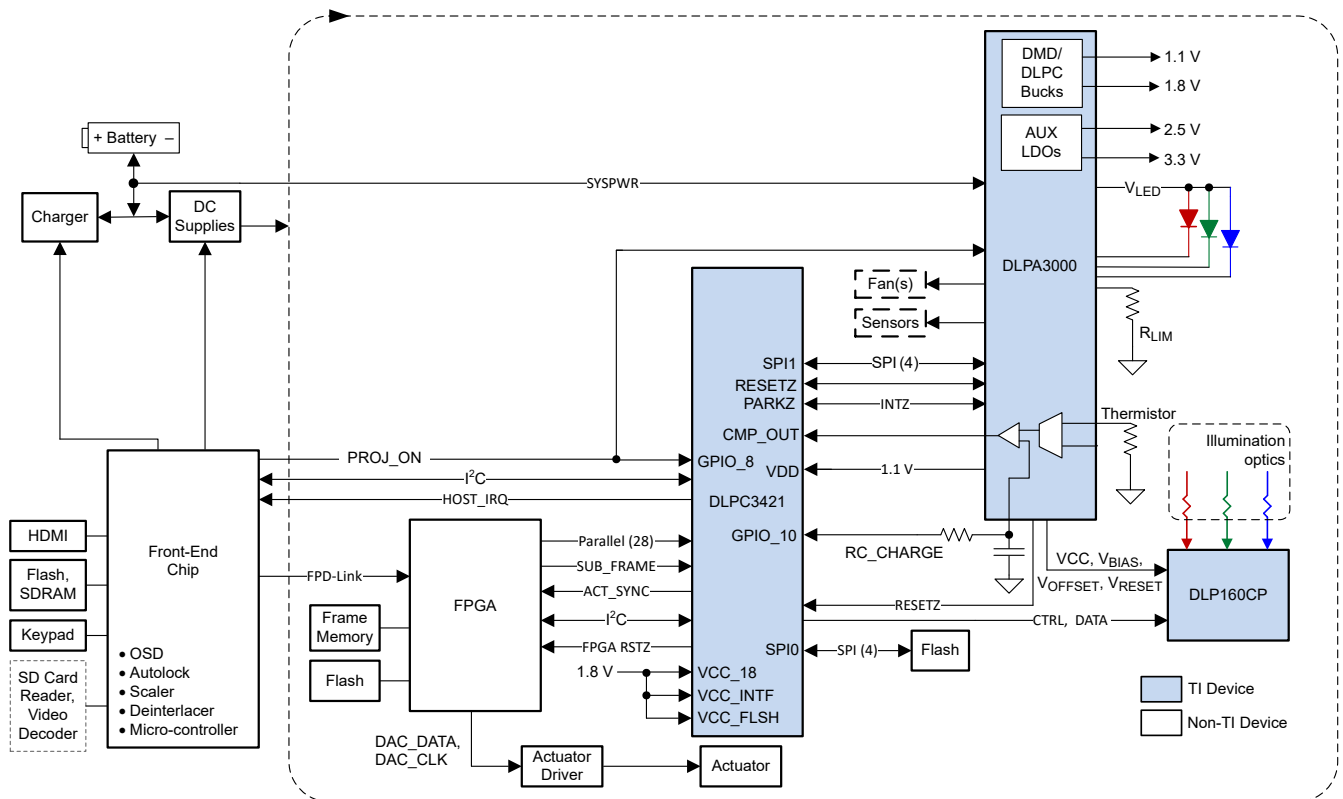 DMD/
DLPC
Bucks
1.1 V
1.8 V
AUX
LDOs
2.5 V
3.3 V
+ Battery –
SYSPWR
VLED
Charger
DC
Supplies
DLPA3000
Fan(s)
Sensors
RLIM
SPI1
SPI (4)
RESETZ
PARKZ
INTZ
CMP_OUT
Thermistor
PROJ_ON
GPIO_8
VDD
1.1 V
I2C
HOST_IRQ
DLPC3421
Illumination
optics
GPIO_10
RC_CHARGE
HDMI
Flash,
SDRAM
Keypad
SD Card
Reader,
Video
Decoder
Front-End
Chip
• OSD
• Autolock
• Scaler
• Deinterlacer
• Micro-controller
FPD-Link
FPGA
Frame
Memory
Flash
Parallel (28)
SUB_FRAME
ACT_SYNC
I2C
FPGA RSTZ
1.8 V
VCC_18
VCC_INTF
VCC_FLSH
VCC, VBIAS,
VOFFSET, VRESET
RESETZ
CTRL, DATA
DLP160CP
SPI0
SPI (4)
Flash
DAC_DATA,
DAC_CLK
Actuator
Driver
Actuator
TI Device
Non-TI Device